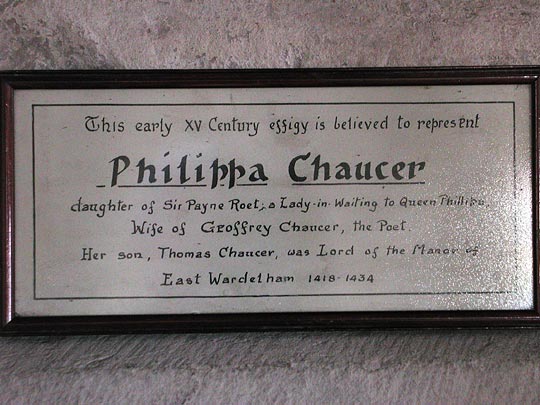 This early XV Century effigy is believed to represent
Philippa Chaucer
daughter of Sir Payne Roet; a Lady-in-Waiting to Queen Phillipa.
Wife of Geoffrey Chaucer, the Poet.
Her son, Thomas Chaucer, was Lord of the Manor of
East Wardelham 1418-1434